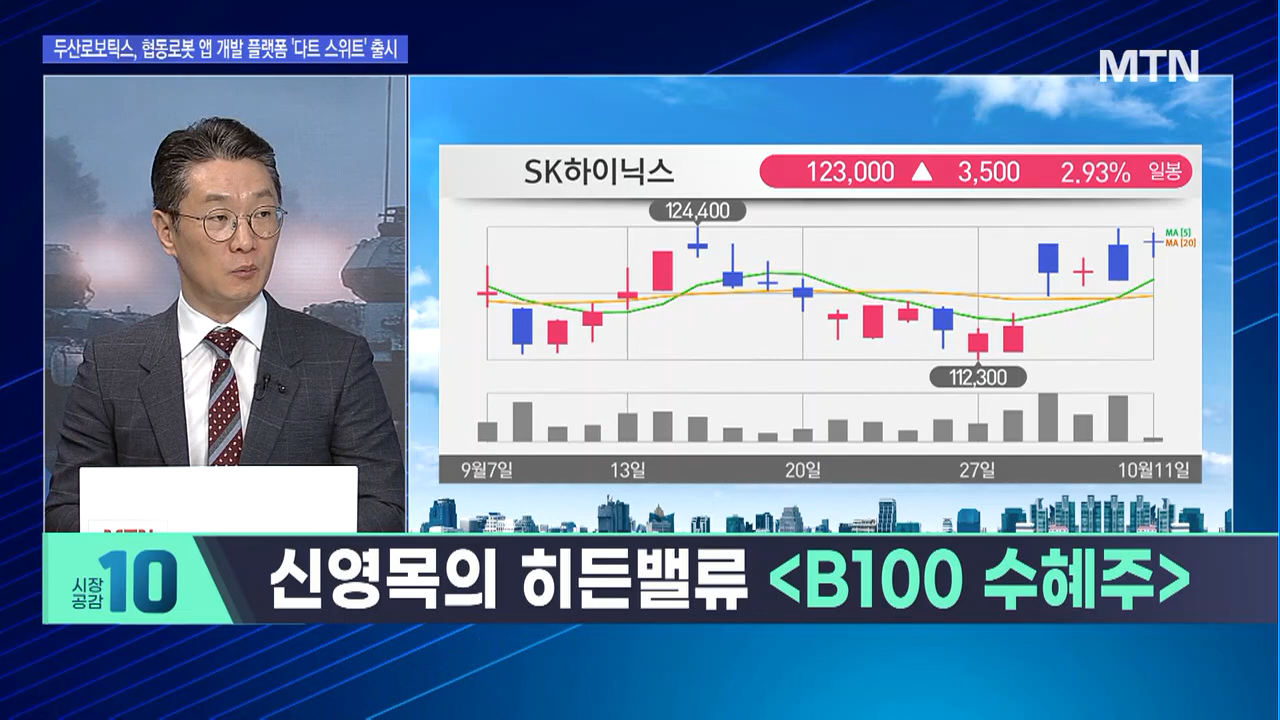 두산로보틱스, 협동로봇 앱 개발 플랫폼 '다트 스위트' 출시
MTN
SK하이닉스
123,000 ▲ 3,500 2.93% 일봉
124,400
MA [5]
MA [20]
112,300
9월7일 13일 20일 27일 10월11일
MTN
시장
공감
10
신영목의 히든밸류 <B100 수혜주>